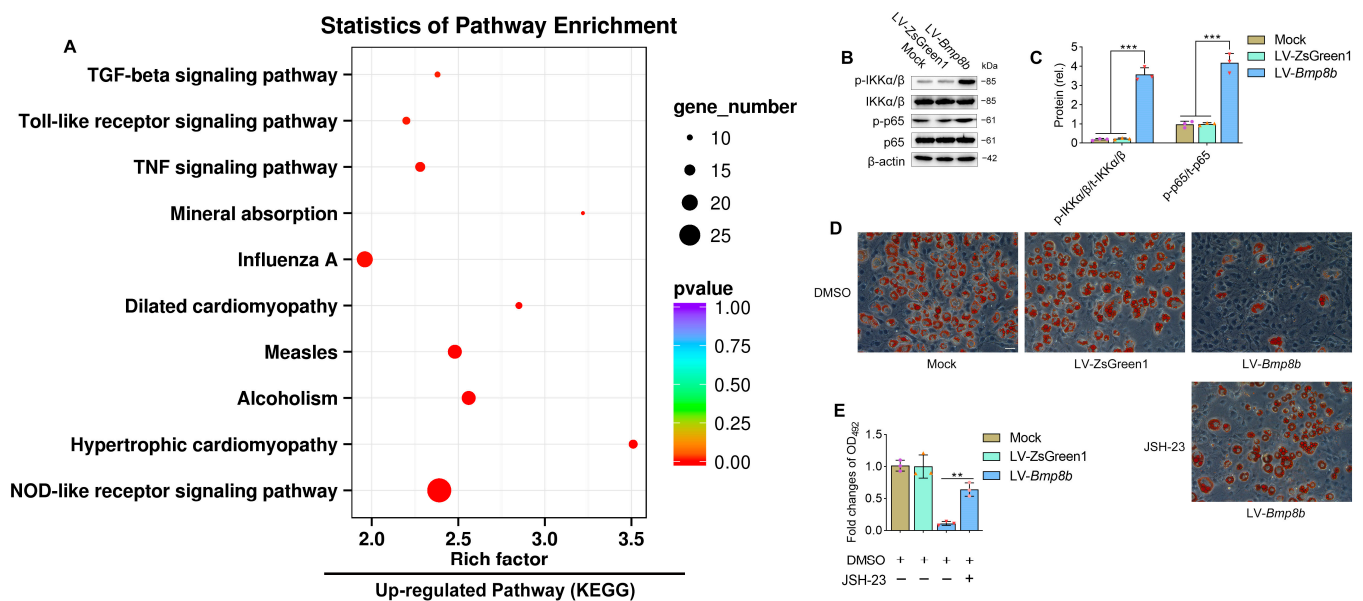 A
Statistics of Pathway Enrichment
TGF-beta signaling pathway
Toll-like receptor signaling pathway
TNF signaling pathway
Mineral absorption
Influenza A
Dilated cardiomyopathy
Measles
Alcoholism
Hypertrophic cardiomyopathy
NOD-like receptor signaling pathway
2.0 2.5 3.0 3.5
Rich factor
Up-regulated Pathway (KEGG)
gene_number
10
15
20
25
pvalue
1.00
0.75
0.50
0.25
0.00
B
Mock
LV-ZsGreen1
LV-Bmp8b
kDa
p-IKKα/β
–85
IKKα/β
–85
p-p65
–61
p65
–61
β-actin
–42
C
Protein (rel.)
5
4
3
2
1
0
***
***
p-IKKα/β/t-IKKα/β
p-p65/t-p65
Mock
LV-ZsGreen1
LV-Bmp8b
D
DMSO
Mock
LV-ZsGreen1
LV-Bmp8b
JSH-23
LV-Bmp8b
E
Fold changes of OD492
1.5
1.0
0.5
0.0
**
Mock
LV-ZsGreen1
LV-Bmp8b
DMSO + + + +
JSH-23 − − − +